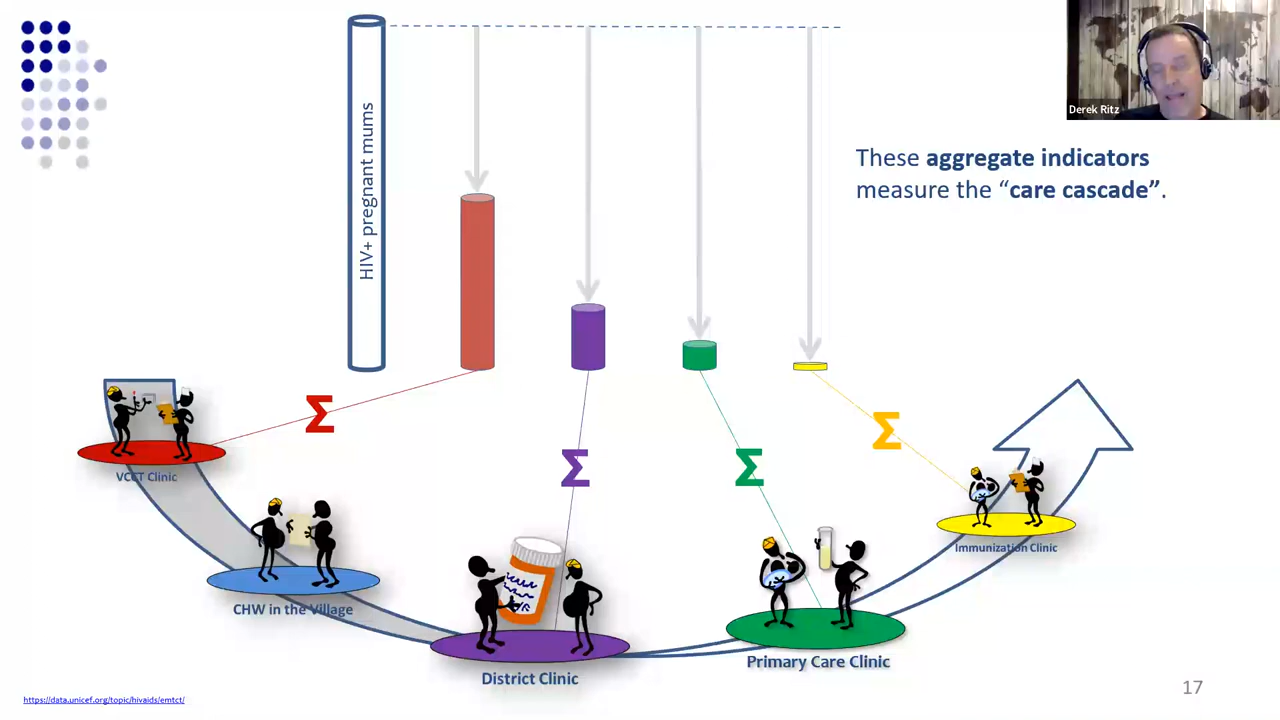 Derek Ritz
HIV+ pregnant mums
These aggregate indicators
measure the “care cascade”.
Σ
Σ
Σ
Σ
VCCT Clinic
CHW in the Village
District Clinic
Primary Care Clinic
Immunization Clinic
https://data.unicef.org/topic/hivaids/emtct/
17